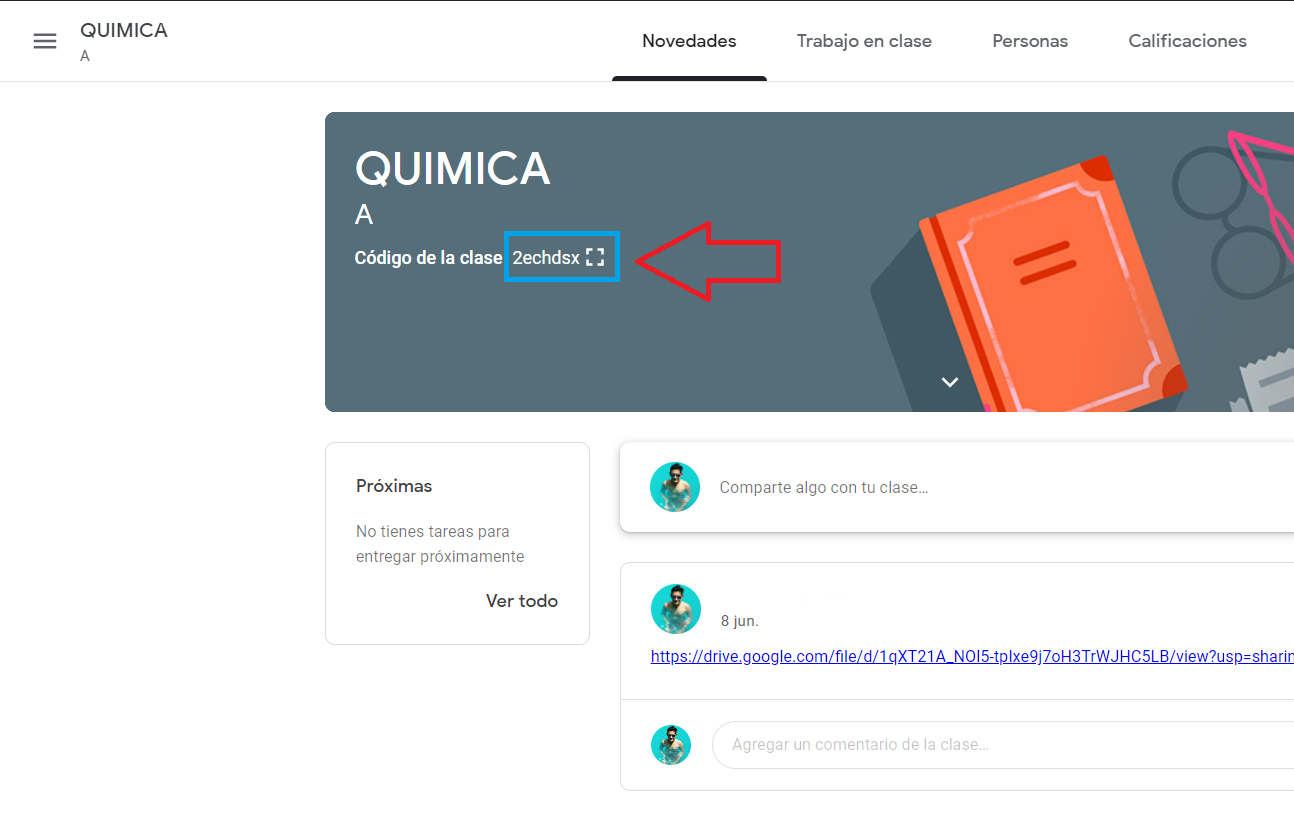 QUIMICA
A
Novedades
Trabajo en clase
Personas
Calificaciones
QUIMICA
A
Código de la clase 2echdsx
Próximas
No tienes tareas para
entregar próximamente
Ver todo
Comparte algo con tu clase...
8 jun.
https://drive.google.com/file/d/1qXT21A_NOI5-tpIxe9j7oH3TrWJHC5LB/view?usp=sharin
Agregar un comentario de la clase...